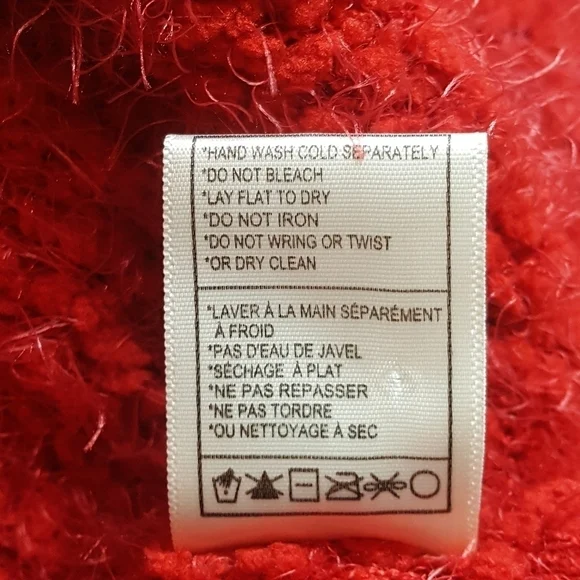 *HAND WASH COLD SEPARATELY
*DO NOT BLEACH
*LAY FLAT TO DRY
*DO NOT IRON
*DO NOT WRING OR TWIST
*OR DRY CLEAN
*LAVER À LA MAIN SÉPARÉMENT
À FROID
*PAS D'EAU DE JAVEL
*SÉCHAGE À PLAT
*NE PAS REPASSER
*NE PAS TORDRE
*OU NETTOYAGE À SEC